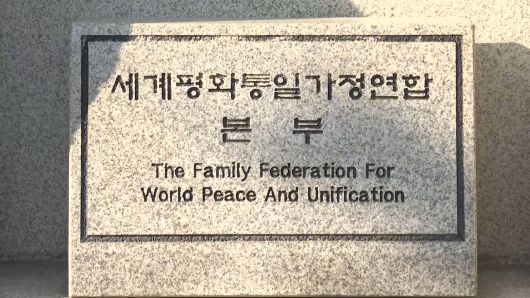 세계평화통일가정연합
본 부
The Family Federation For
World Peace And Unification